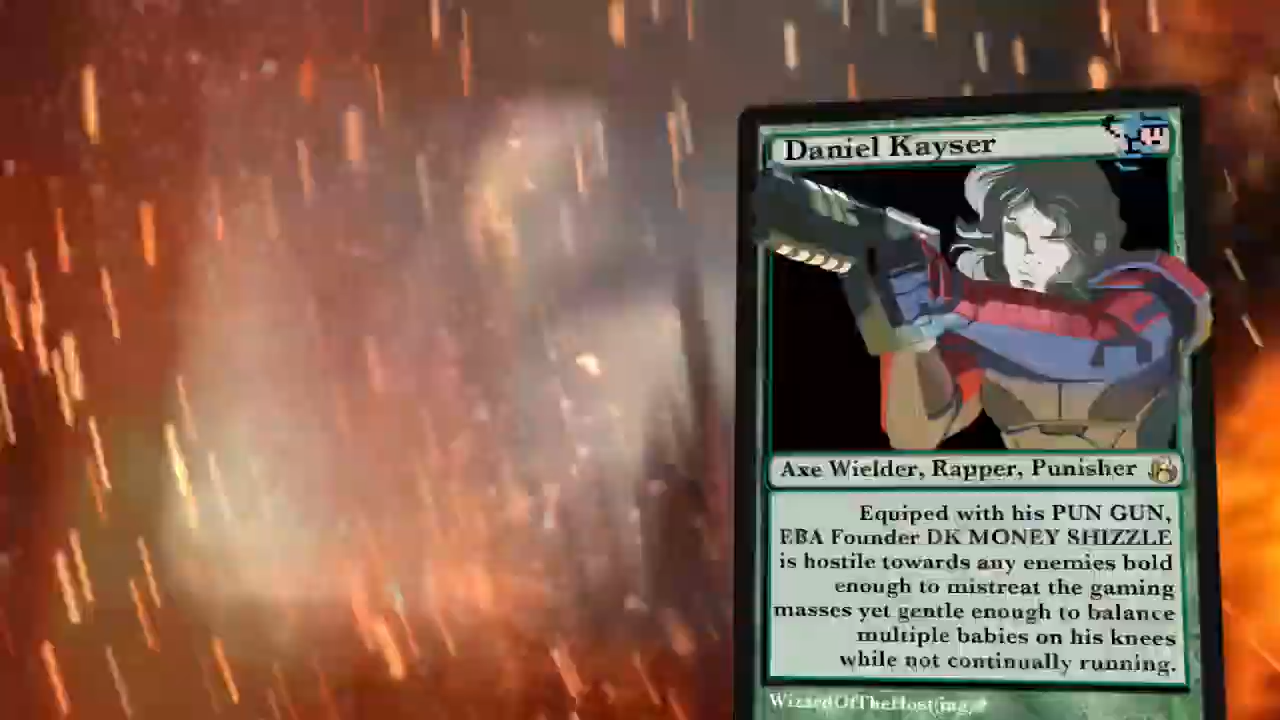 Daniel Kayser
Axe Wielder, Rapper, Punisher
Equiped with his PUN GUN,
EBA Founder DK MONEY SHIZZLE
is hostile towards any enemies bold
enough to mistreat the gaming
masses yet gentle enough to balance
multiple babies on his knees
while not continually running.